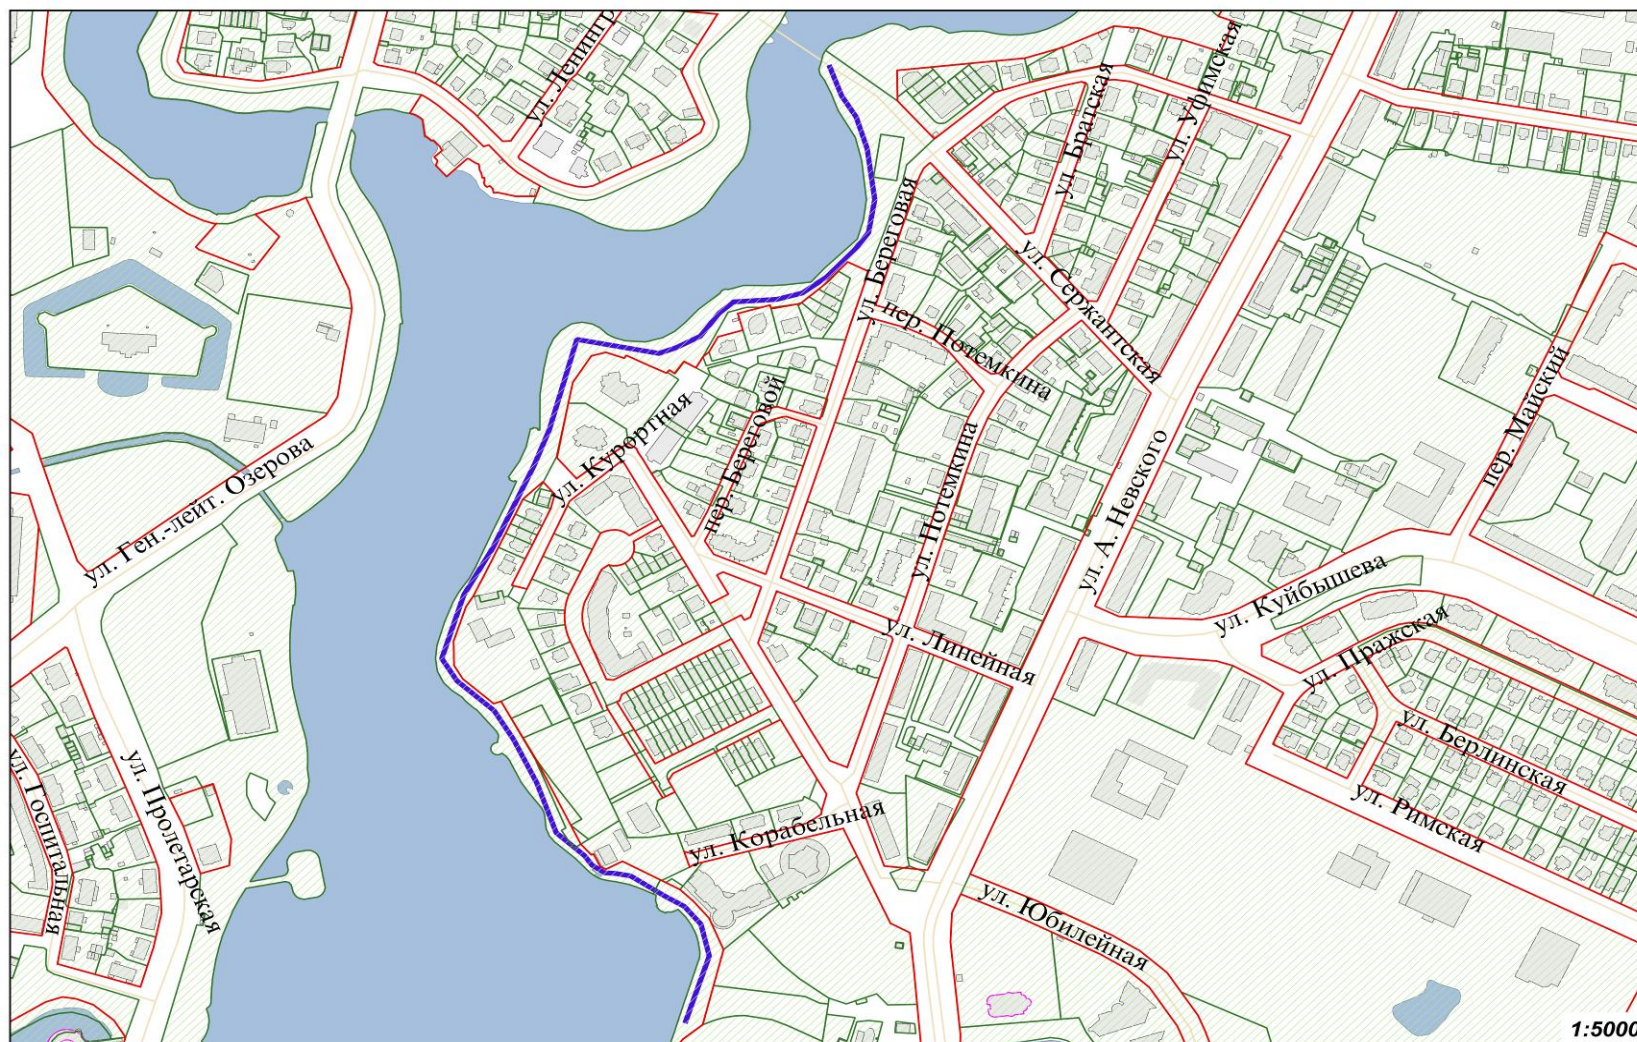 ул. Ленингр
ул. Братская
ул. Уфимская
ул. Береговая
ул. Сержантская
пер. Потемкина
пер. Майский
ул. Курортная
пер. Береговой
ул. Ген.-лейт. Озерова
ул. Потемкина
ул. А. Невского
ул. Куйбышева
ул. Линейная
ул. Пражская
ул. Берлинская
ул. Римская
ул. Госпитальная
ул. Пролетарская
ул. Корабельная
ул. Юбилейная
1:5000